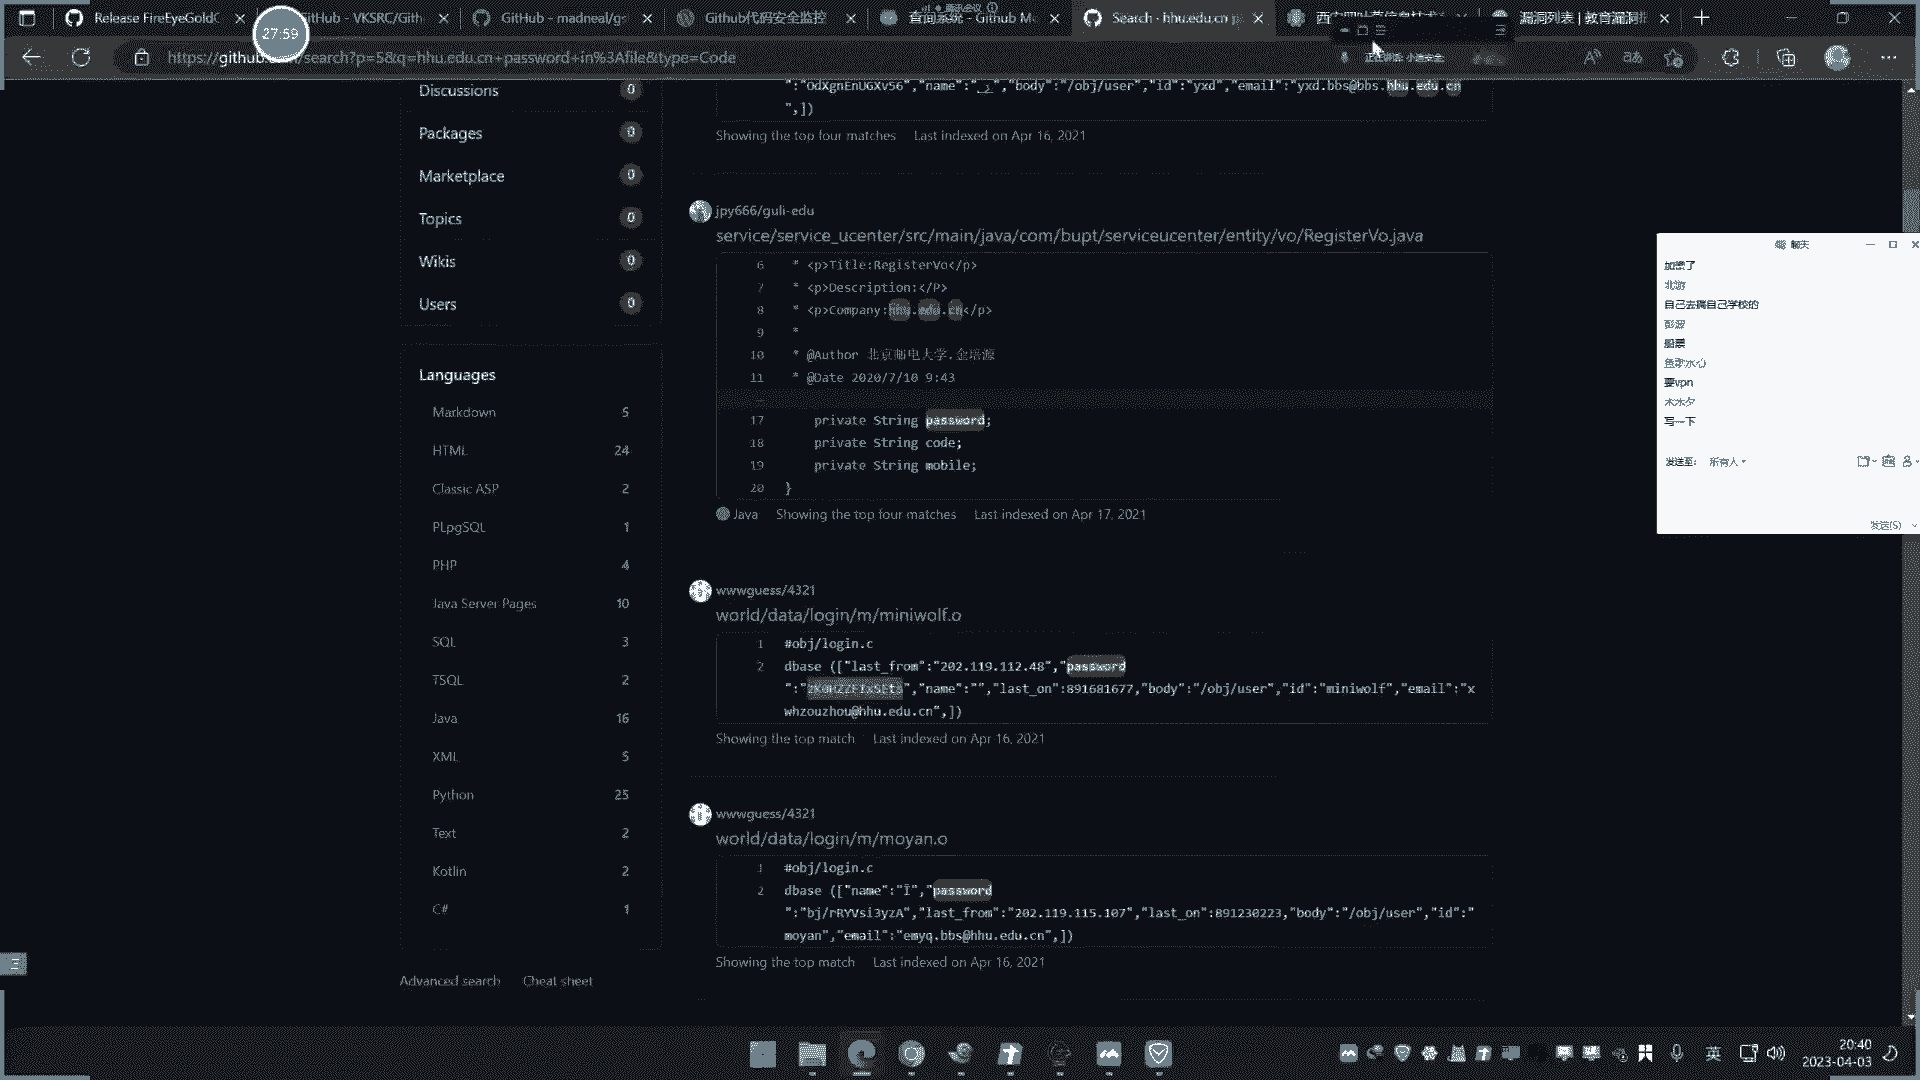 Release FireEyeGoldC
GitHub - VKSRC/Gith
GitHub - madneal/gs
Github代码安全监控
查询系统 - Github M
Search · hhu.edu.cn p
漏洞列表 | 教育漏洞
27:59
https://github.com/search?p=5&q=hhu.edu.cn+password+in%3Afile&type=Code
正在讲话: 小迪安全
Discussions 0
Packages 0
Marketplace 0
Topics 0
Wikis 0
Users 0
Languages
Markdown 5
HTML 24
Classic ASP 2
PLpgSQL 1
PHP 4
Java Server Pages 10
SQL 3
TSQL 2
Java 16
XML 5
Python 25
Text 2
Kotlin 2
C# 1
Advanced search Cheat sheet
":"OdXgnEnUGXv56","name":"","body":"/obj/user","id":"yxd","email":"yxd.bbs@bbs.hhu.edu.cn
",])
Showing the top four matches Last indexed on Apr 16, 2021
jpy666/guli-edu
service/service_ucenter/src/main/java/com/bupt/serviceucenter/entity/vo/RegisterVo.java
6 * <p>Title:RegisterVo</p>
7 * <p>Description:</P>
8 * <p>Company:hhu.edu.cn</p>
9 *
10 * @Author 北京邮电大学.金培源
11 * @Date 2020/7/10 9:43
17 private String password;
18 private String code;
19 private String mobile;
20 }
Java Showing the top four matches Last indexed on Apr 17, 2021
wwwguess/4321
world/data/login/m/miniwolf.o
1 #obj/login.c
2 dbase (["last_from":"202.119.112.48","password
","name":"","last_on":891681677,"body":"/obj/user","id":"miniwolf","email":"x
whzouzhou@hhu.edu.cn",])
Showing the top match Last indexed on Apr 16, 2021
wwwguess/4321
world/data/login/m/moyan.o
1 #obj/login.c
2 dbase (["name":"Ī","password
":"bj/rRYVsi3yzA","last_from":"202.119.115.107","last_on":891230223,"body":"/obj/user","id":"
moyan","email":"emyq.bbs@hhu.edu.cn",])
Showing the top match Last indexed on Apr 16, 2021
聊天
加密了
北游
自己去搞自己学校的
彭波
股票
要vpn
木木夕
写一下
发送至: 所有人
发送(S)
英
20:40
2023-04-03